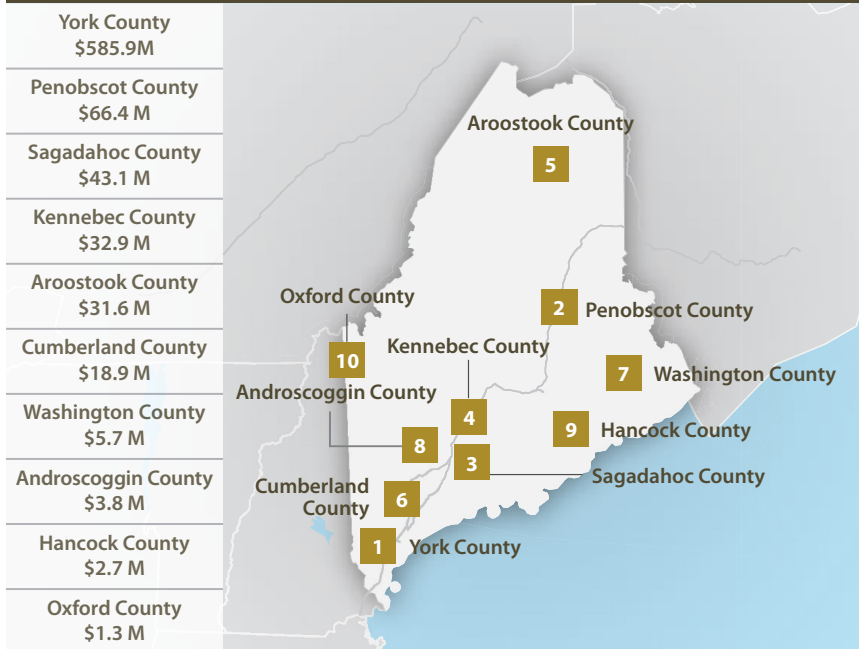 York County
$585.9M
Penobscot County
$66.4 M
Sagadahoc County
$43.1 M
Kennebec County
$32.9 M
Aroostook County
$31.6 M
Cumberland County
$18.9 M
Washington County
$5.7 M
Androscoggin County
$3.8 M
Hancock County
$2.7 M
Oxford County
$1.3 M
Aroostook County
5
Oxford County
2
Penobscot County
Kennebec County
10
7
Washington County
Androscoggin County
4
9
Hancock County
8
3
Sagadahoc County
Cumberland
County
6
1
York County